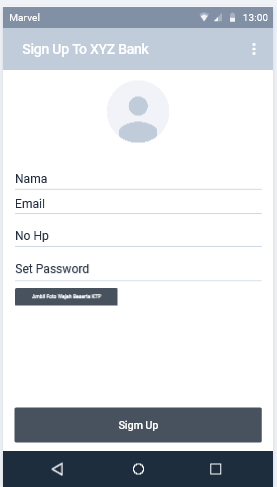 Marvel 13:00
Sign Up To XYZ Bank
Nama
Email
No Hp
Set Password
Ambil Foto Wajah Beserta KTP
Sigm Up